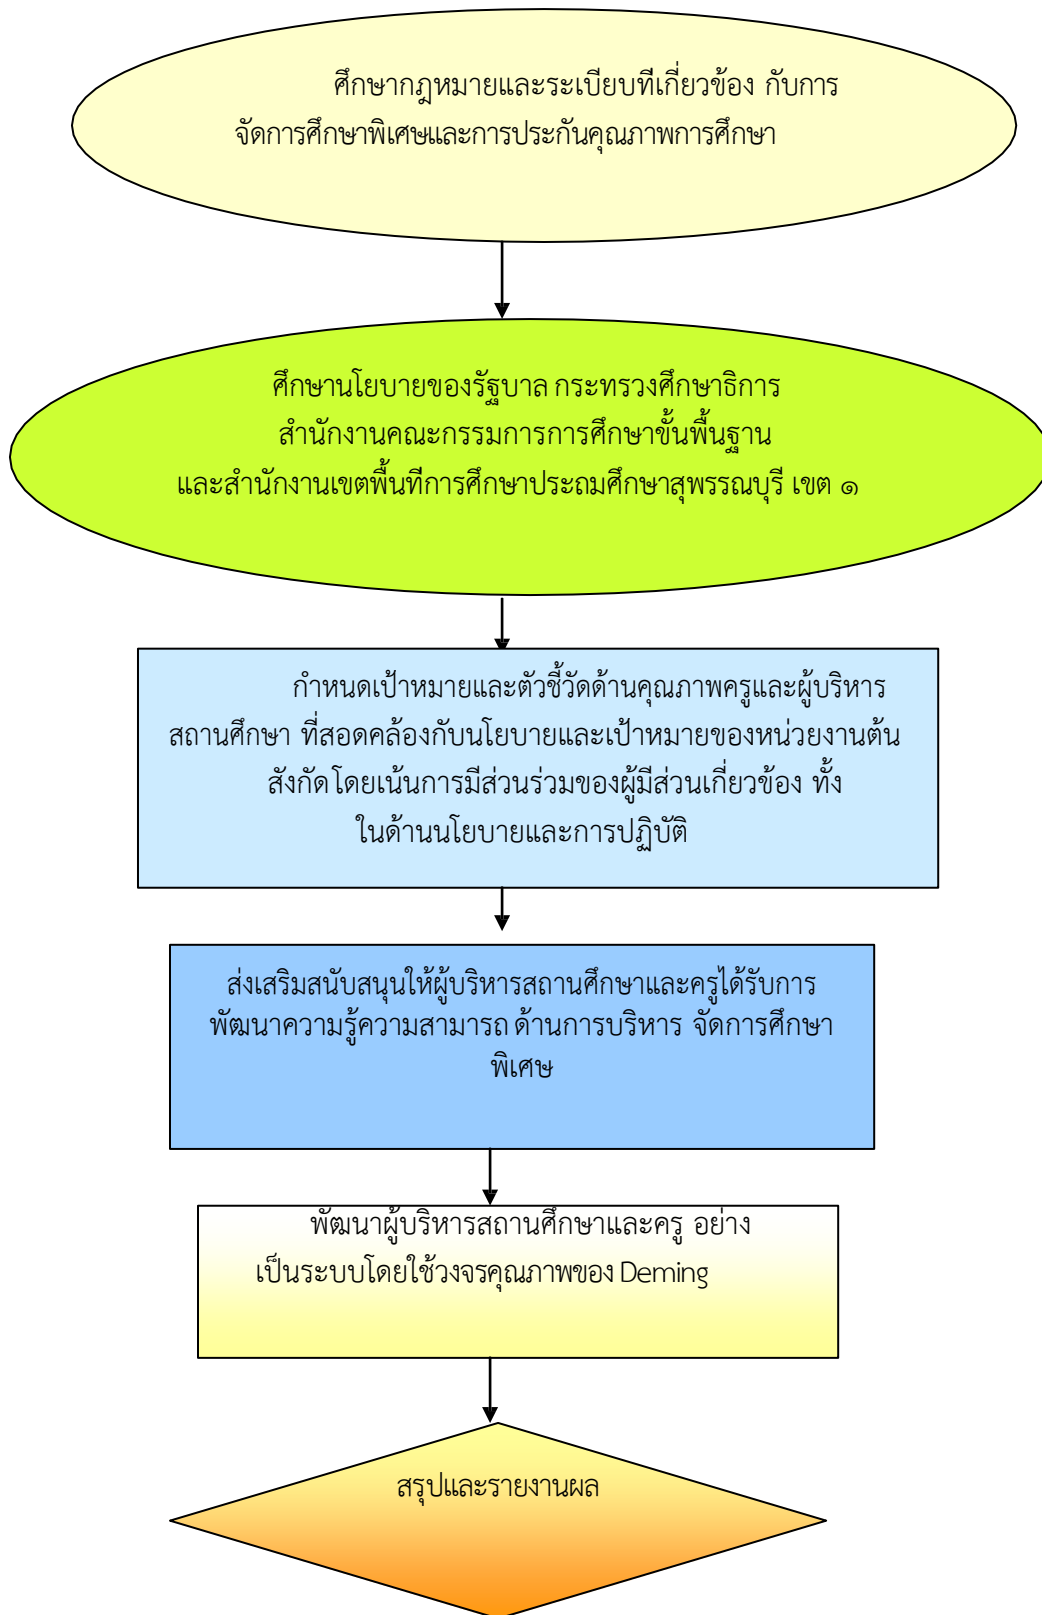 ศึกษากฎหมายและระเบียบที่เกี่ยวข้อง กับการ
จัดการศึกษาพิเศษและการประกันคุณภาพการศึกษา
ศึกษานโยบายของรัฐบาล กระทรวงศึกษาธิการ
สำนักงานคณะกรรมการการศึกษาขั้นพื้นฐาน
และสำนักงานเขตพื้นที่การศึกษาประถมศึกษาสุพรรณบุรี เขต ๑
กำหนดเป้าหมายและตัวชี้วัดด้านคุณภาพครูและผู้บริหาร
สถานศึกษา ที่สอดคล้องกับนโยบายและเป้าหมายของหน่วยงานต้น
สังกัด โดยเน้นการมีส่วนร่วมของผู้มีส่วนเกี่ยวข้อง ทั้ง
ในด้านนโยบายและการปฏิบัติ
ส่งเสริมสนับสนุนให้ผู้บริหารสถานศึกษาและครูได้รับการ
พัฒนาความรู้ความสามารถ ด้านการบริหาร จัดการศึกษา
พิเศษ
พัฒนาผู้บริหารสถานศึกษาและครู อย่าง
เป็นระบบโดยใช้วงจรคุณภาพของ Deming
สรุปและรายงานผล